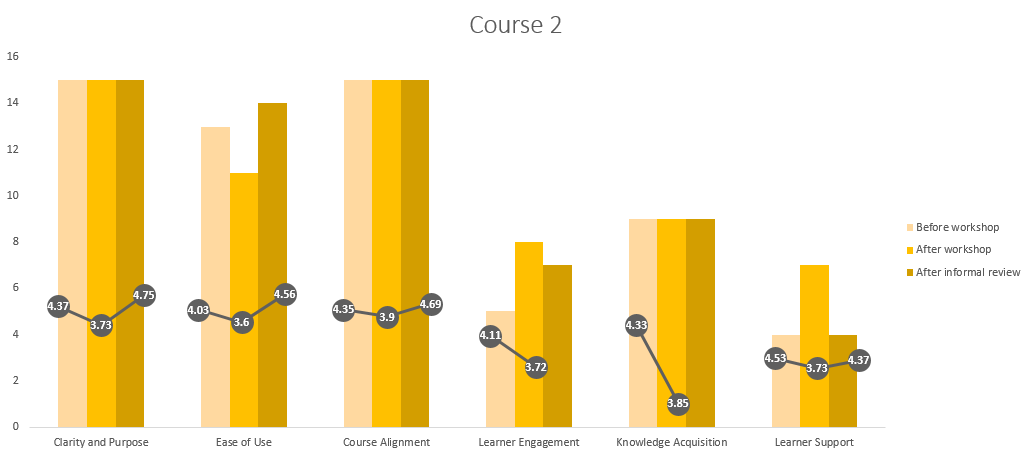 Course 2
16
14
12
10
8
6
4
2
0
4.37
3.73
4.75
4.03
3.6
4.56
4.35
3.9
4.69
4.11
3.72
4.33
3.85
4.53
3.73
4.37
Clarity and Purpose
Ease of Use
Course Alignment
Learner Engagement
Knowledge Acquisition
Learner Support
Before workshop
After workshop
After informal review